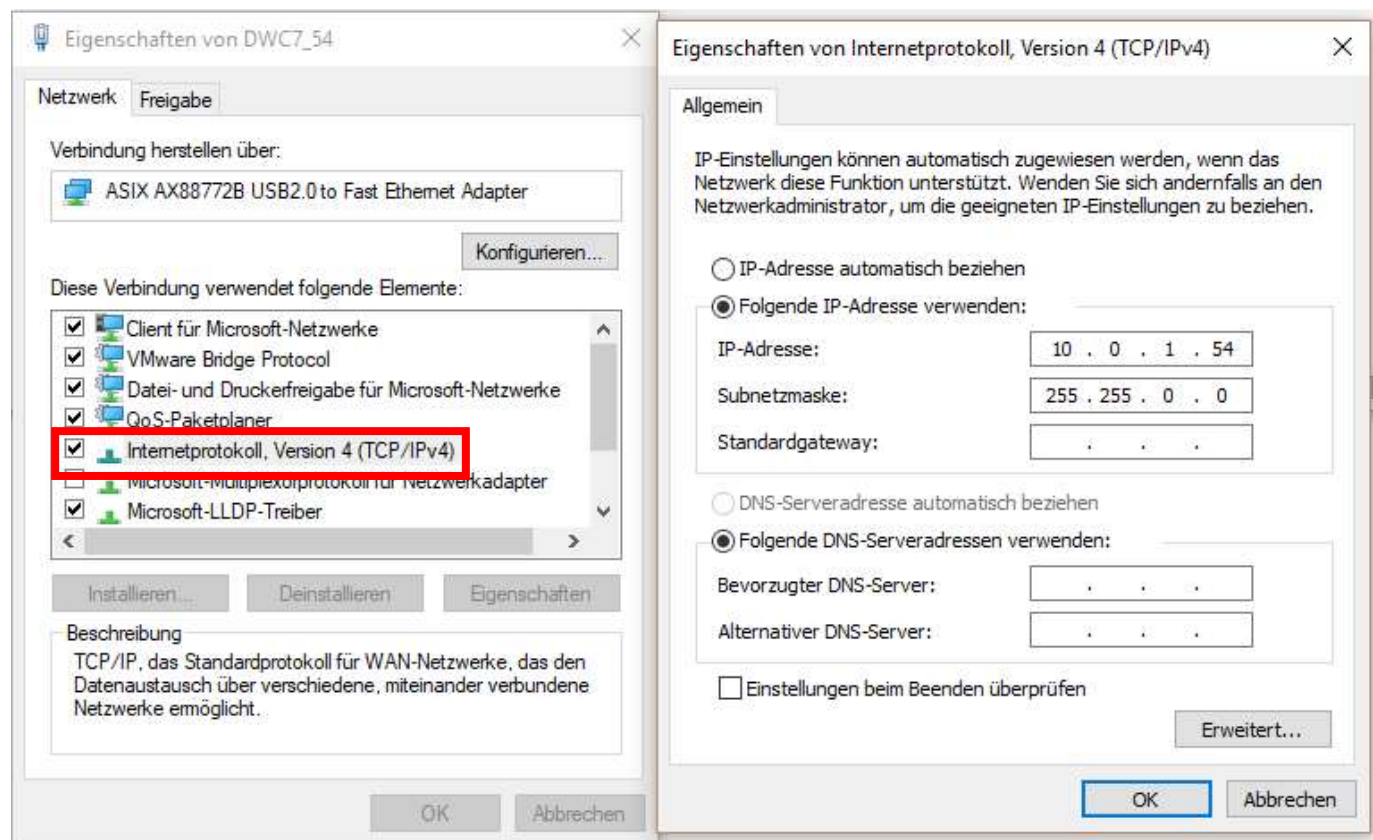 Eigenschaften von DWC7_54
Netzwerk Freigabe
Verbindung herstellen über:
ASIX AX88772B USB2.0 to Fast Ethernet Adapter
Konfigurieren...
Diese Verbindung verwendet folgende Elemente:
Client für Microsoft-Netzwerke
VMware Bridge Protocol
Datei- und Druckerfreigabe für Microsoft-Netzwerke
QoS-Paketplaner
Internetprotokoll, Version 4 (TCP/IPv4)
Microsoft-Multiplexorprotokoll für Netzwerkadapter
Microsoft-LLDP-Treiber
Installieren... Deinstallieren Eigenschaften
Beschreibung
TCP/IP, das Standardprotokoll für WAN-Netzwerke, das den
Datenaustausch über verschiedene, miteinander verbundene
Netzwerke ermöglicht.
OK Abbrechen
Eigenschaften von Internetprotokoll, Version 4 (TCP/IPv4)
Allgemein
IP-Einstellungen können automatisch zugewiesen werden, wenn das
Netzwerk diese Funktion unterstützt. Wenden Sie sich andernfalls an den
Netzwerkadministrator, um die geeigneten IP-Einstellungen zu beziehen.
IP-Adresse automatisch beziehen
Folgende IP-Adresse verwenden:
IP-Adresse: 10 . 0 . 1 . 54
Subnetzmaske: 255 . 255 . 0 . 0
Standardgateway: . . .
DNS-Serveradresse automatisch beziehen
Folgende DNS-Serveradressen verwenden:
Bevorzugter DNS-Server: . . .
Alternativer DNS-Server: . . .
Einstellungen beim Beenden überprüfen
Erweitert...
OK Abbrechen